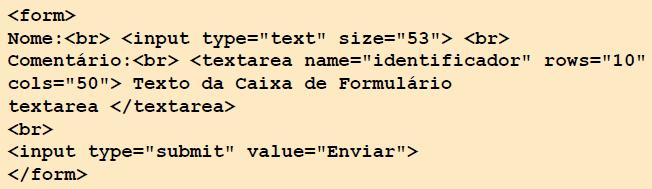 <form>
Nome:<br> <input type="text" size="53"> <br>
Comentário:<br> <textarea name="identificador" rows="10"
cols="50"> Texto da Caixa de Formulário
textarea </textarea>
<br>
<input type="submit" value="Enviar">
</form>